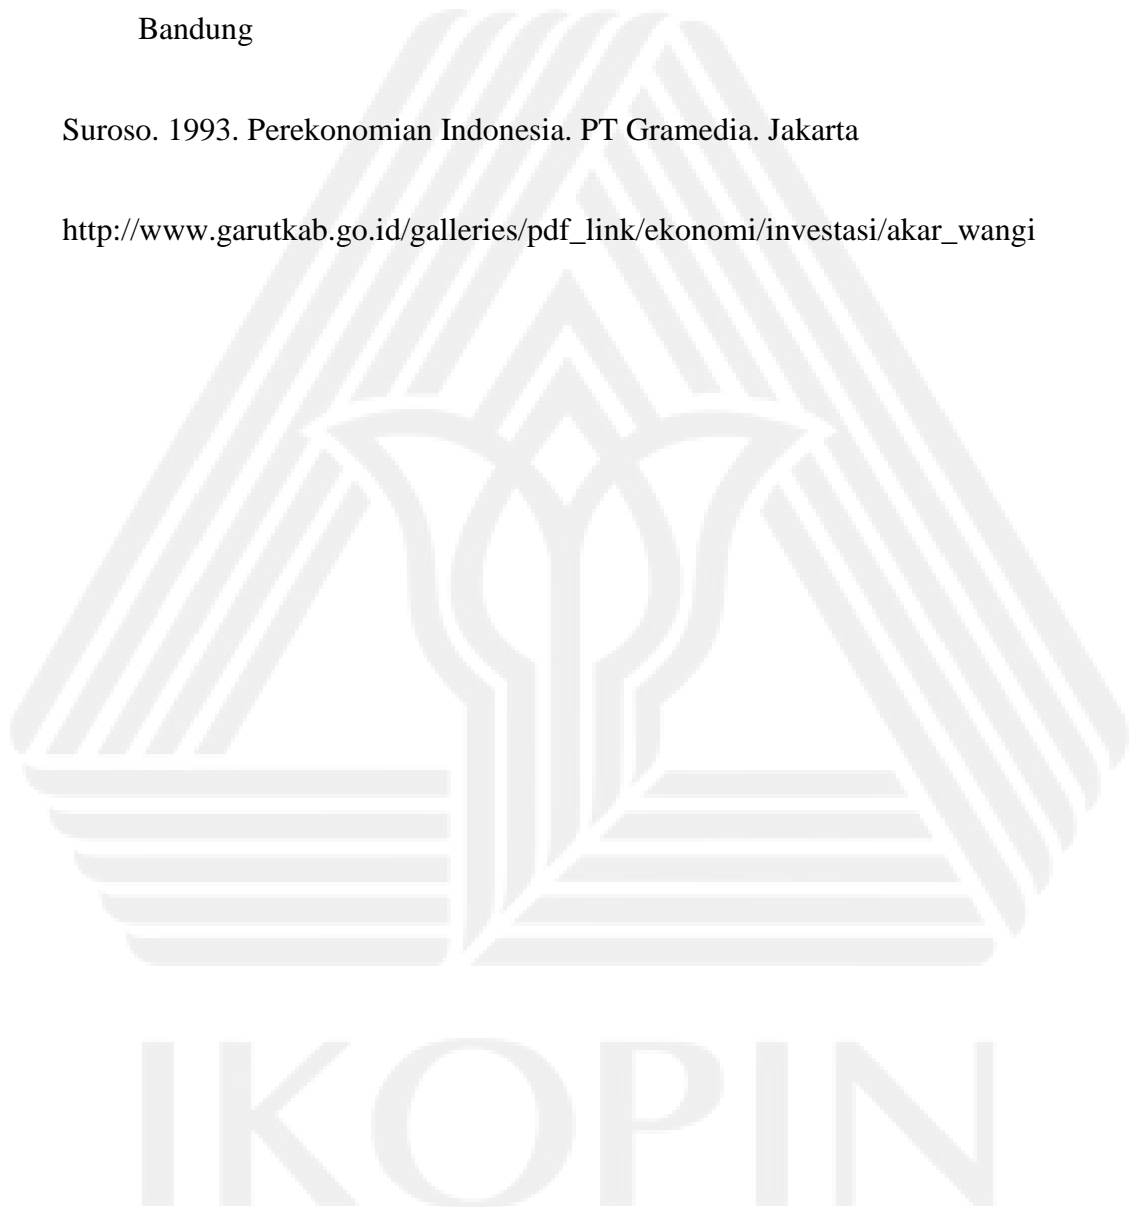 Bandung
Suroso. 1993. Perekonomian Indonesia. PT Gramedia. Jakarta
http://www.garutkab.go.id/galleries/pdf_link/ekonomi/investasi/akar_wangi
IKOPIN